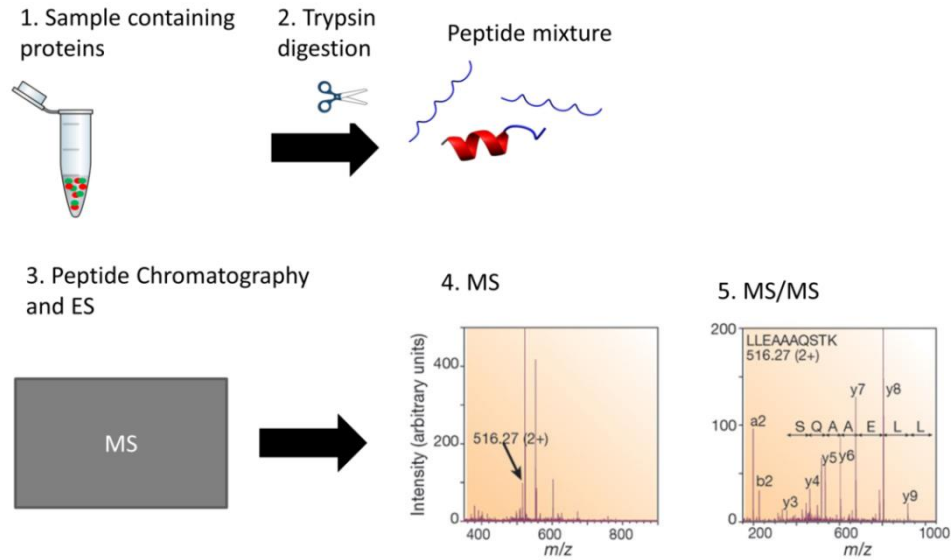 1. Sample containing
proteins
2. Trypsin
digestion
Peptide mixture
3. Peptide Chromatography
and ES
MS
4. MS
Intensity (arbitrary units)
400
200
0
516.27 (2+)
400 600 800
m/z
5. MS/MS
200
100
0
LLEAAAQSTK
516.27 (2+)
y7 y8
a2
S Q A A E L L
y5 y6
b2
y4
y3
y9
200 600 1000
m/z